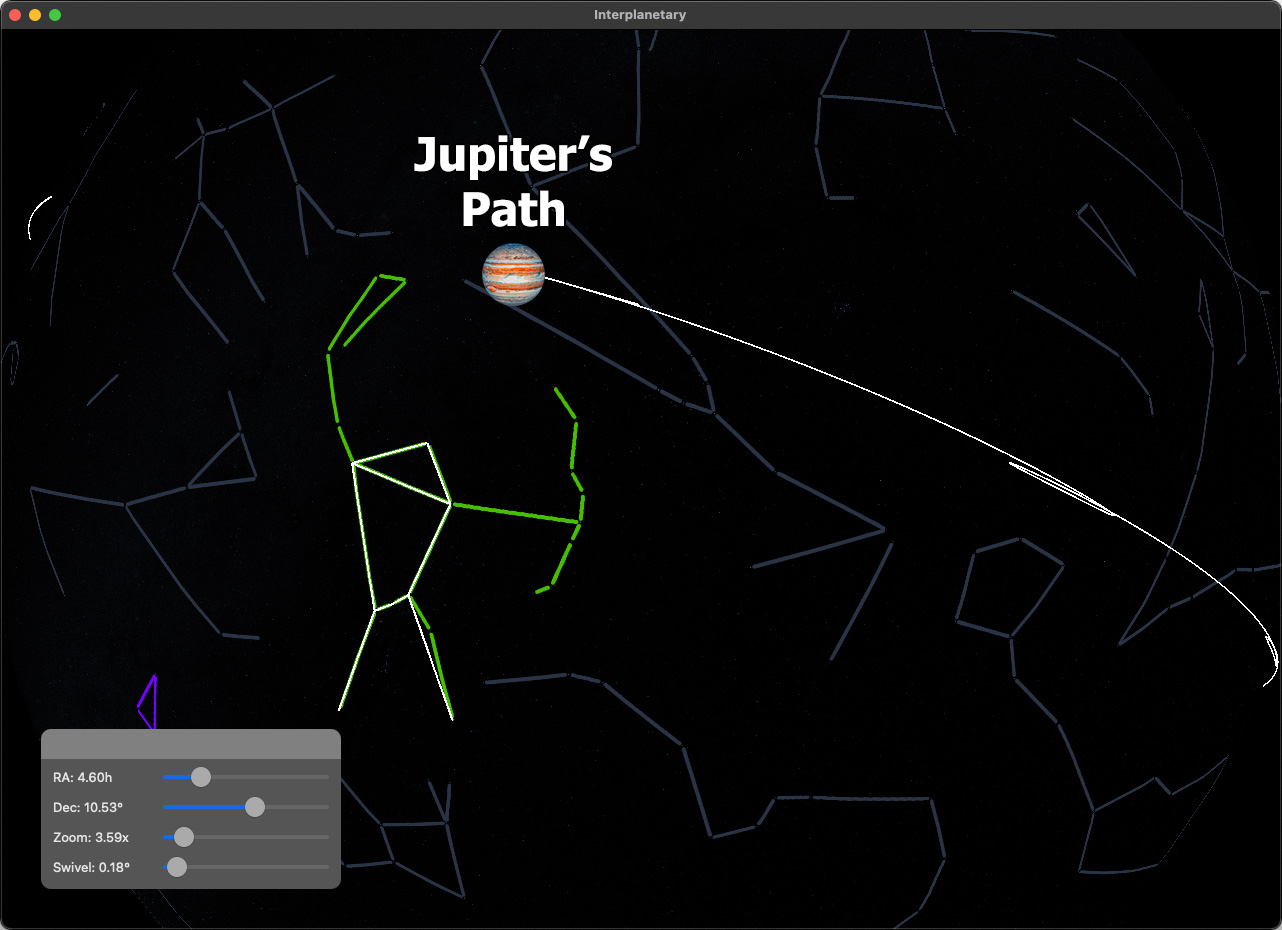 Interplanetary
Jupiter’s
Path
RA: 4.60h
Dec: 10.53°
Zoom: 3.59x
Swivel: 0.18°